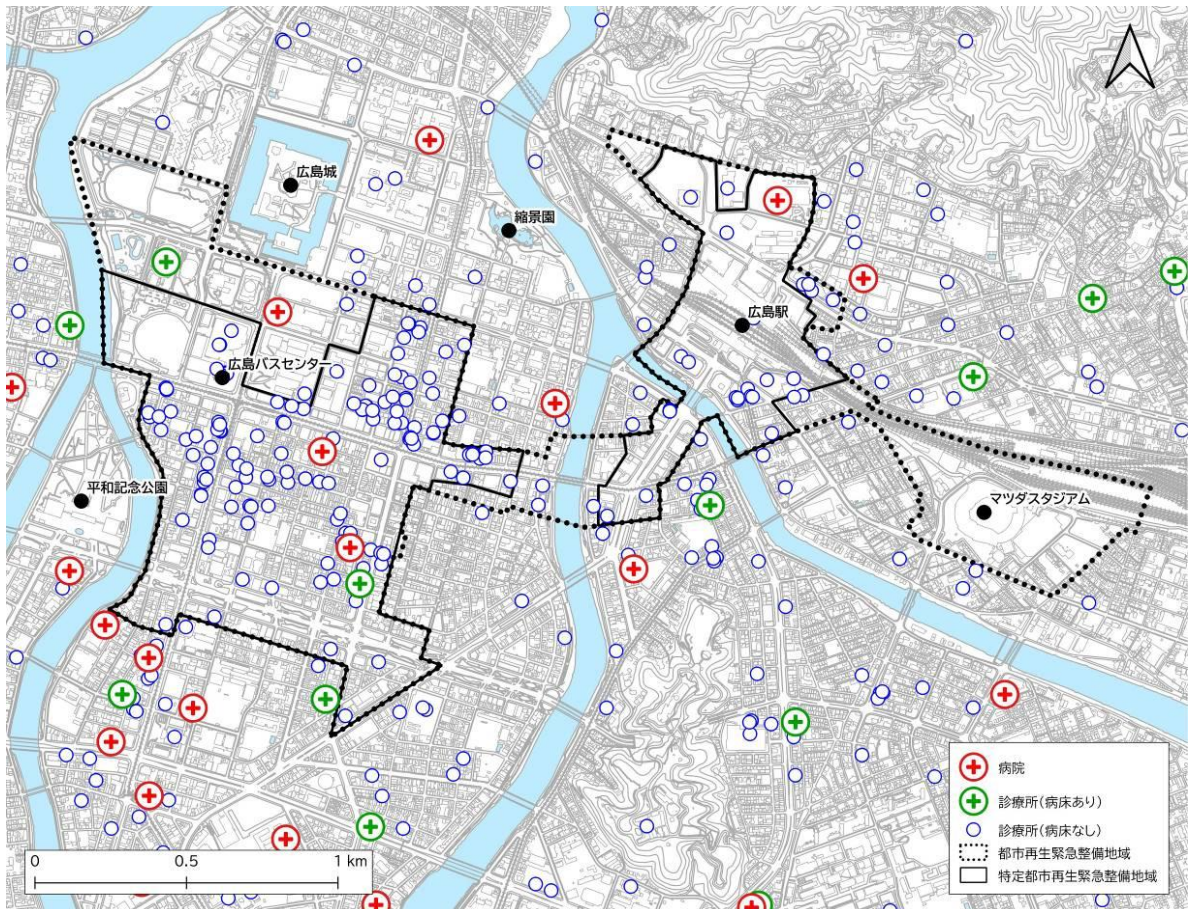 広島城
縮景園
広島駅
広島バスセンター
平和記念公園
マツダスタジアム
病院
診療所(病床あり)
診療所(病床なし)
都市再生緊急整備地域
特定都市再生緊急整備地域
0 0.5 1 km